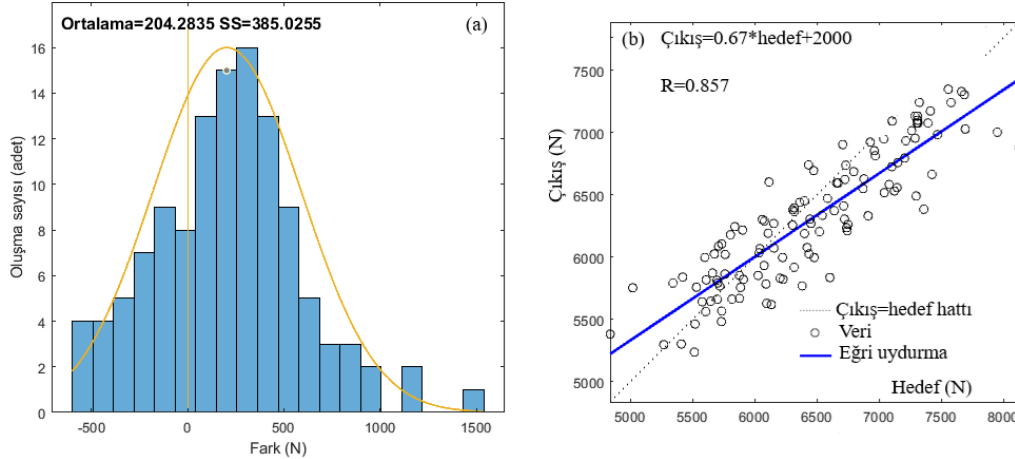 Ortalama=204.2835 SS=385.0255
(a)
16
14
12
10
8
6
4
2
0
Oluşma sayısı (adet)
-500
0
500
1000
1500
Fark (N)
(b)
Çıkış=0.67*hedef+2000
R=0.857
7500
7000
6500
6000
5500
5000
Çıkış (N)
Çıkış=hedef hattı
Veri
Eğri uydurma
Hedef (N)
5000
5500
6000
6500
7000
7500
8000